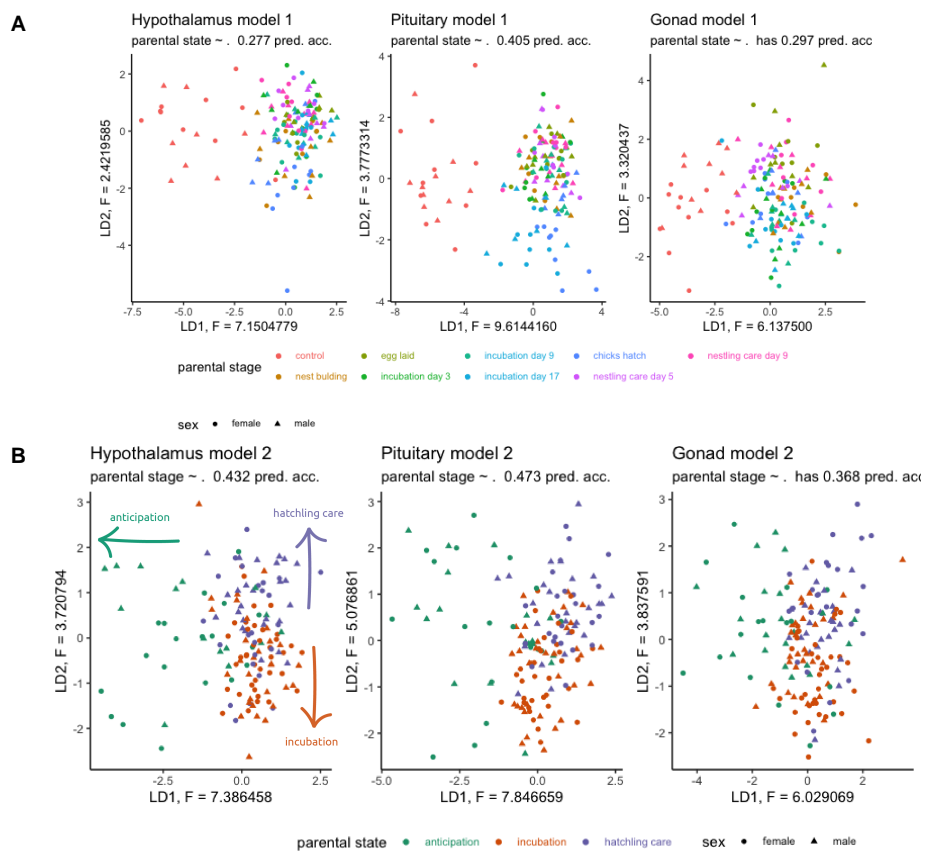 A
Hypothalamus model 1
parental state ~ .  0.277 pred. acc.
2
0
-2
-4
-7.5
-5.0
-2.5
0.0
2.5
LD2, F = 2.4219585
LD1, F = 7.1504779
Pituitary model 1
parental state ~ .  0.405 pred. acc.
4
2
0
-2
-4
-8
-4
0
4
LD2, F = 3.7773314
LD1, F = 9.6144160
Gonad model 1
parental state ~ .  has 0.297 pred. acc
4
2
0
-2
-5.0
-2.5
0.0
2.5
LD2, F = 3.320437
LD1, F = 6.137500
parental stage
control
egg laid
incubation day 9
chicks hatch
nestling care day 9
nest bulding
incubation day 3
incubation day 17
nestling care day 5
sex
female
male
B
Hypothalamus model 2
parental stage ~ .  0.432 pred. acc.
anticipation
hatchling care
incubation
3
2
1
0
-1
-2
-2.5
0.0
2.5
LD2, F = 3.720794
LD1, F = 7.386458
Pituitary model 2
parental stage ~ .  0.473 pred. acc.
3
2
1
0
-1
-2
-5.0
-2.5
0.0
2.5
LD2, F = 5.076861
LD1, F = 7.846659
Gonad model 2
parental stage ~ .  has 0.368 pred. acc
3
2
1
0
-1
-2
-4
-2
0
2
LD2, F = 3.837591
LD1, F = 6.029069
parental state
anticipation
incubation
hatchling care
sex
female
male